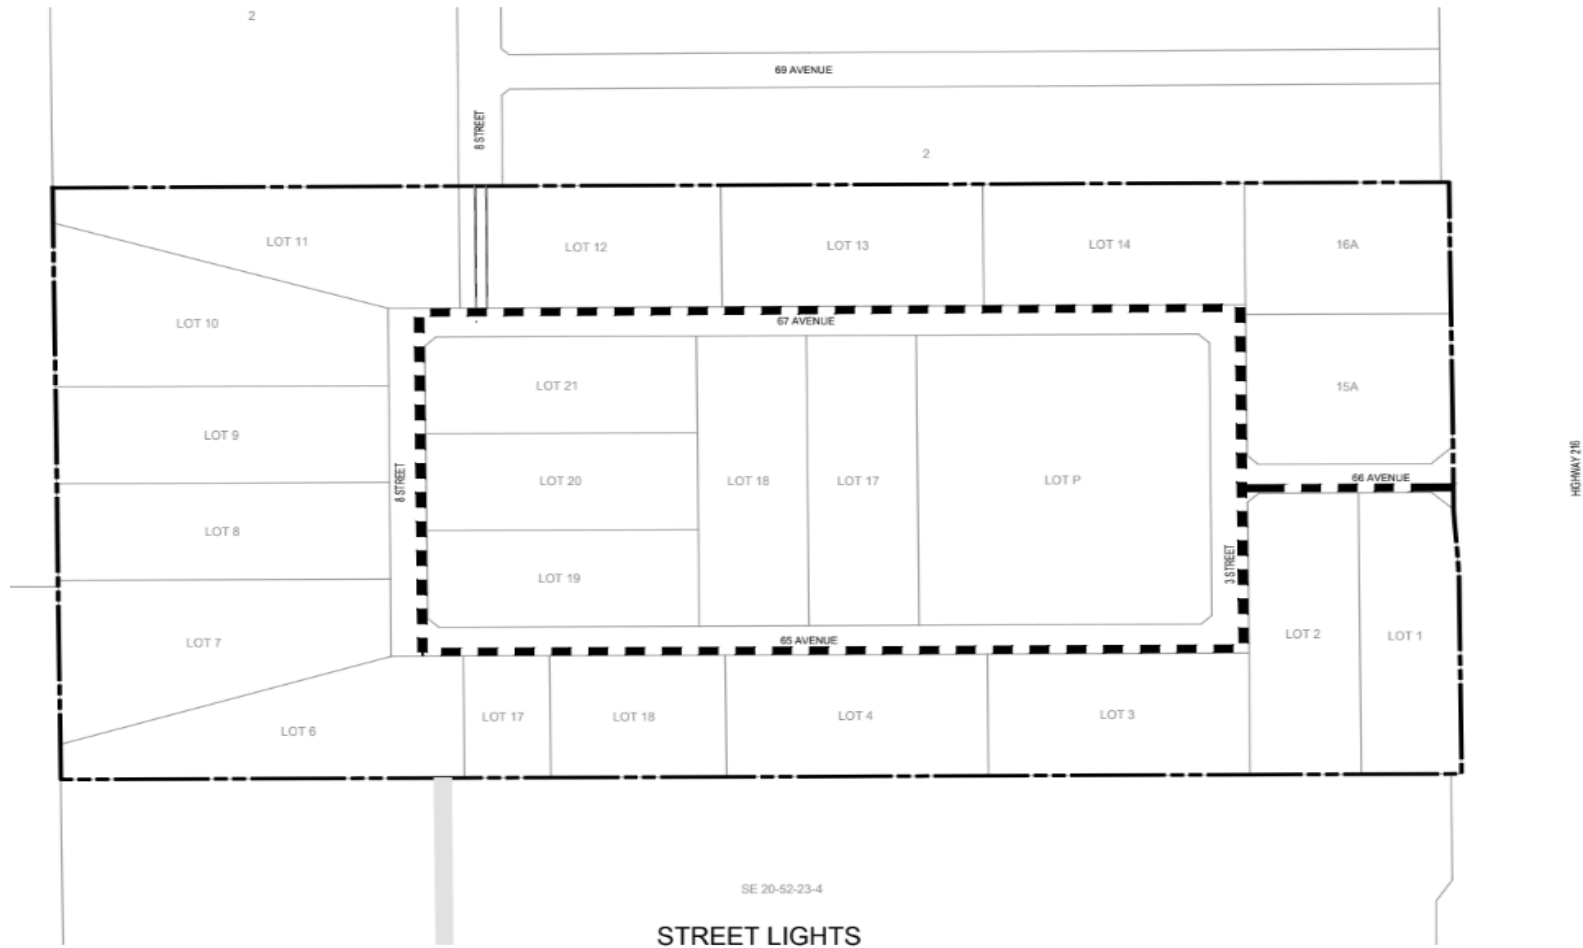 2
69 AVENUE
8 STREET
2
LOT 11
LOT 12
LOT 13
LOT 14
16A
LOT 10
67 AVENUE
LOT 21
15A
LOT 9
8 STREET
LOT 20
LOT 18
LOT 17
LOT P
66 AVENUE
HIGHWAY 216
LOT 8
LOT 19
3 STREET
LOT 7
65 AVENUE
LOT 2
LOT 1
LOT 6
LOT 17
LOT 18
LOT 4
LOT 3
SE 20-52-23-4
STREET LIGHTS